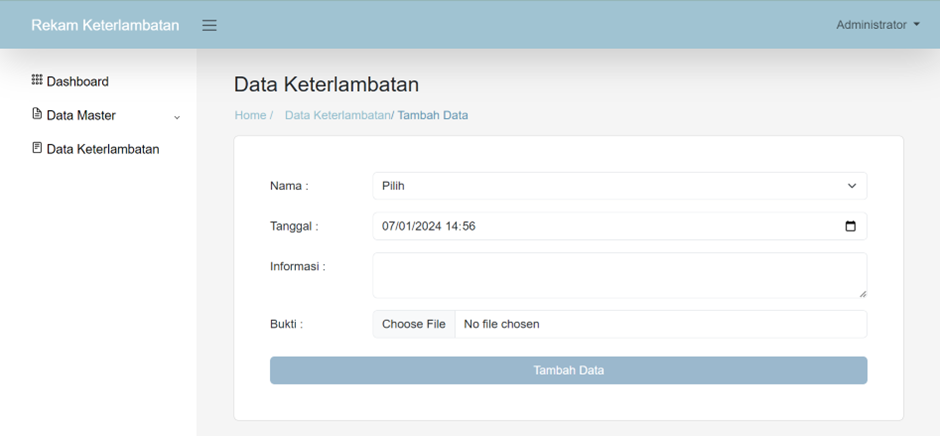 Rekam Keterlambatan
Administrator
Dashboard
Data Master
Data Keterlambatan
Data Keterlambatan
Home / Data Keterlambatan/ Tambah Data
Nama : Pilih
Tanggal : 07/01/2024 14:56
Informasi :
Bukti : Choose File No file chosen
Tambah Data